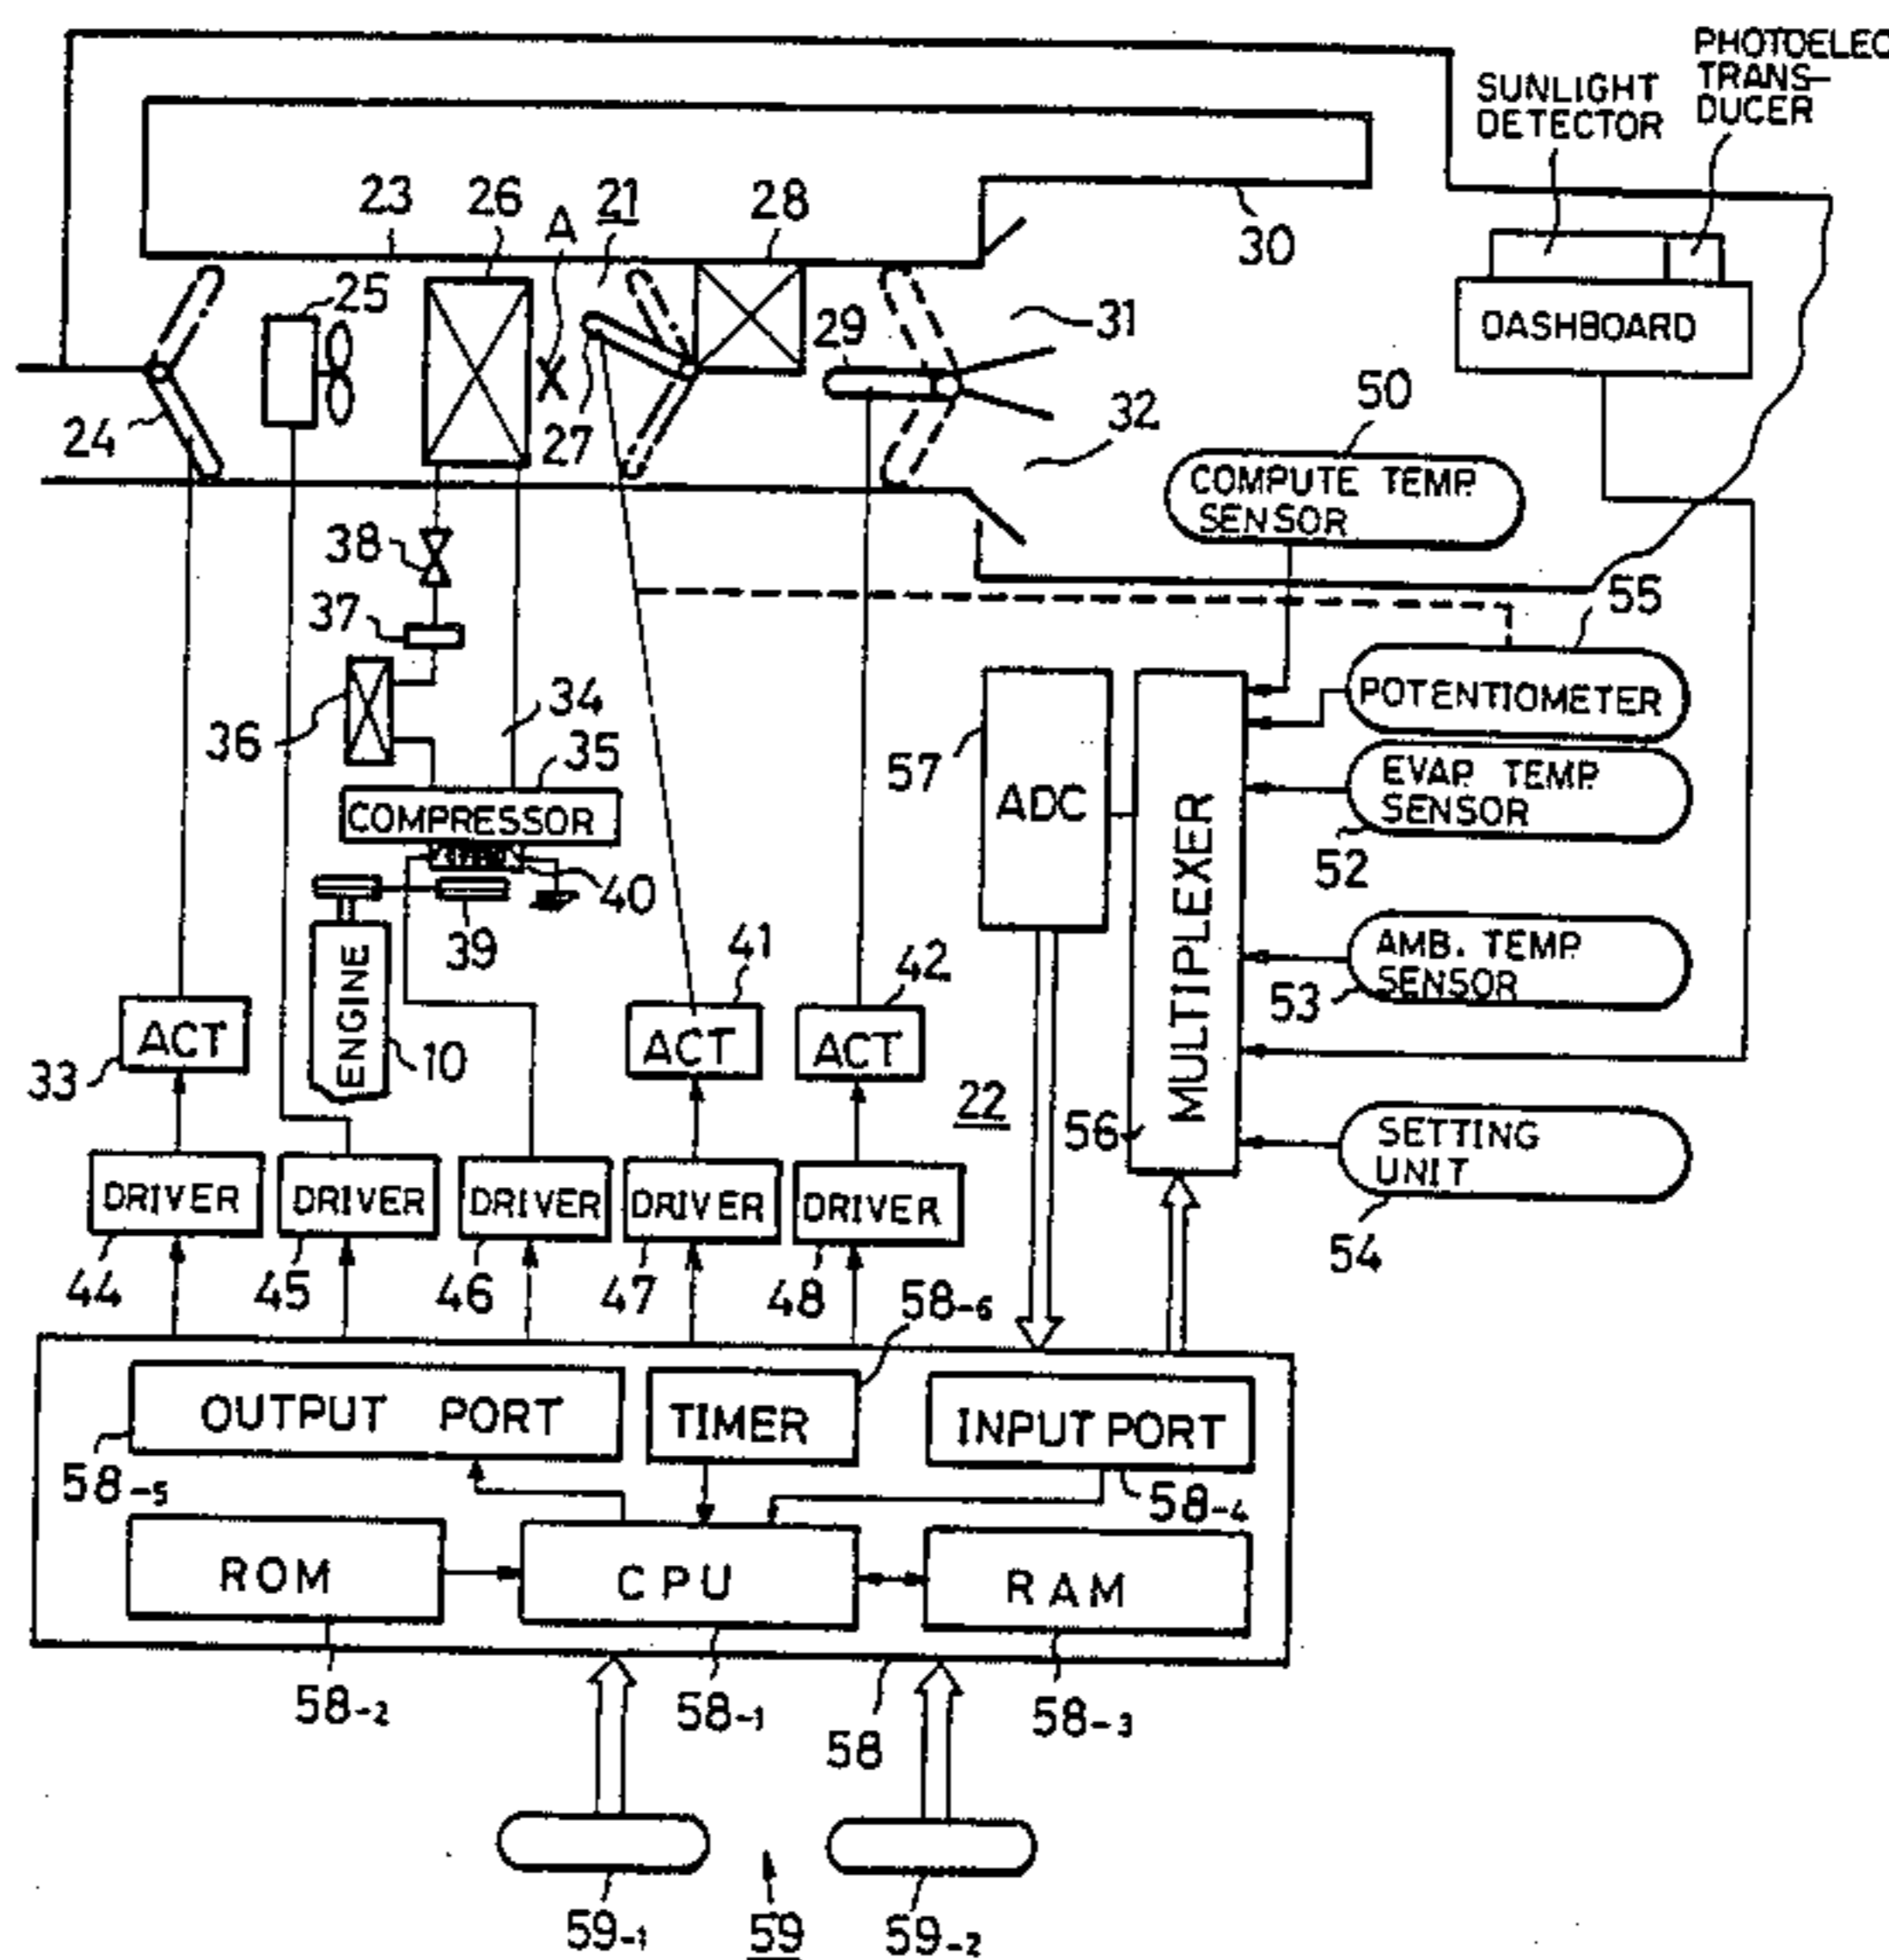 PHOTOELEC
TRANS-
DUCER
SUNLIGHT
DETECTOR
23
26
A
21
28
30
25
31
DASHBOARD
29
24
27
32
50
COMPUTE TEMP.
SENSOR
38
37
55
34
POTENTIOMETER
36
35
57
COMPRESSOR
ADC
EVAP. TEMP.
SENSOR
52
MULTIPLEXER
40
39
41
42
AMB. TEMP.
SENSOR
53
ENGINE
10
ACT
33
ACT
ACT
22
56
SETTING
UNIT
54
DRIVER
DRIVER
DRIVER
DRIVER
DRIVER
44
45
46
47
48
58-6
OUTPUT PORT
TIMER
INPUT PORT
58-5
58-4
ROM
CPU
RAM
58-2
58-1
58
58-3
59-1
59
59-2